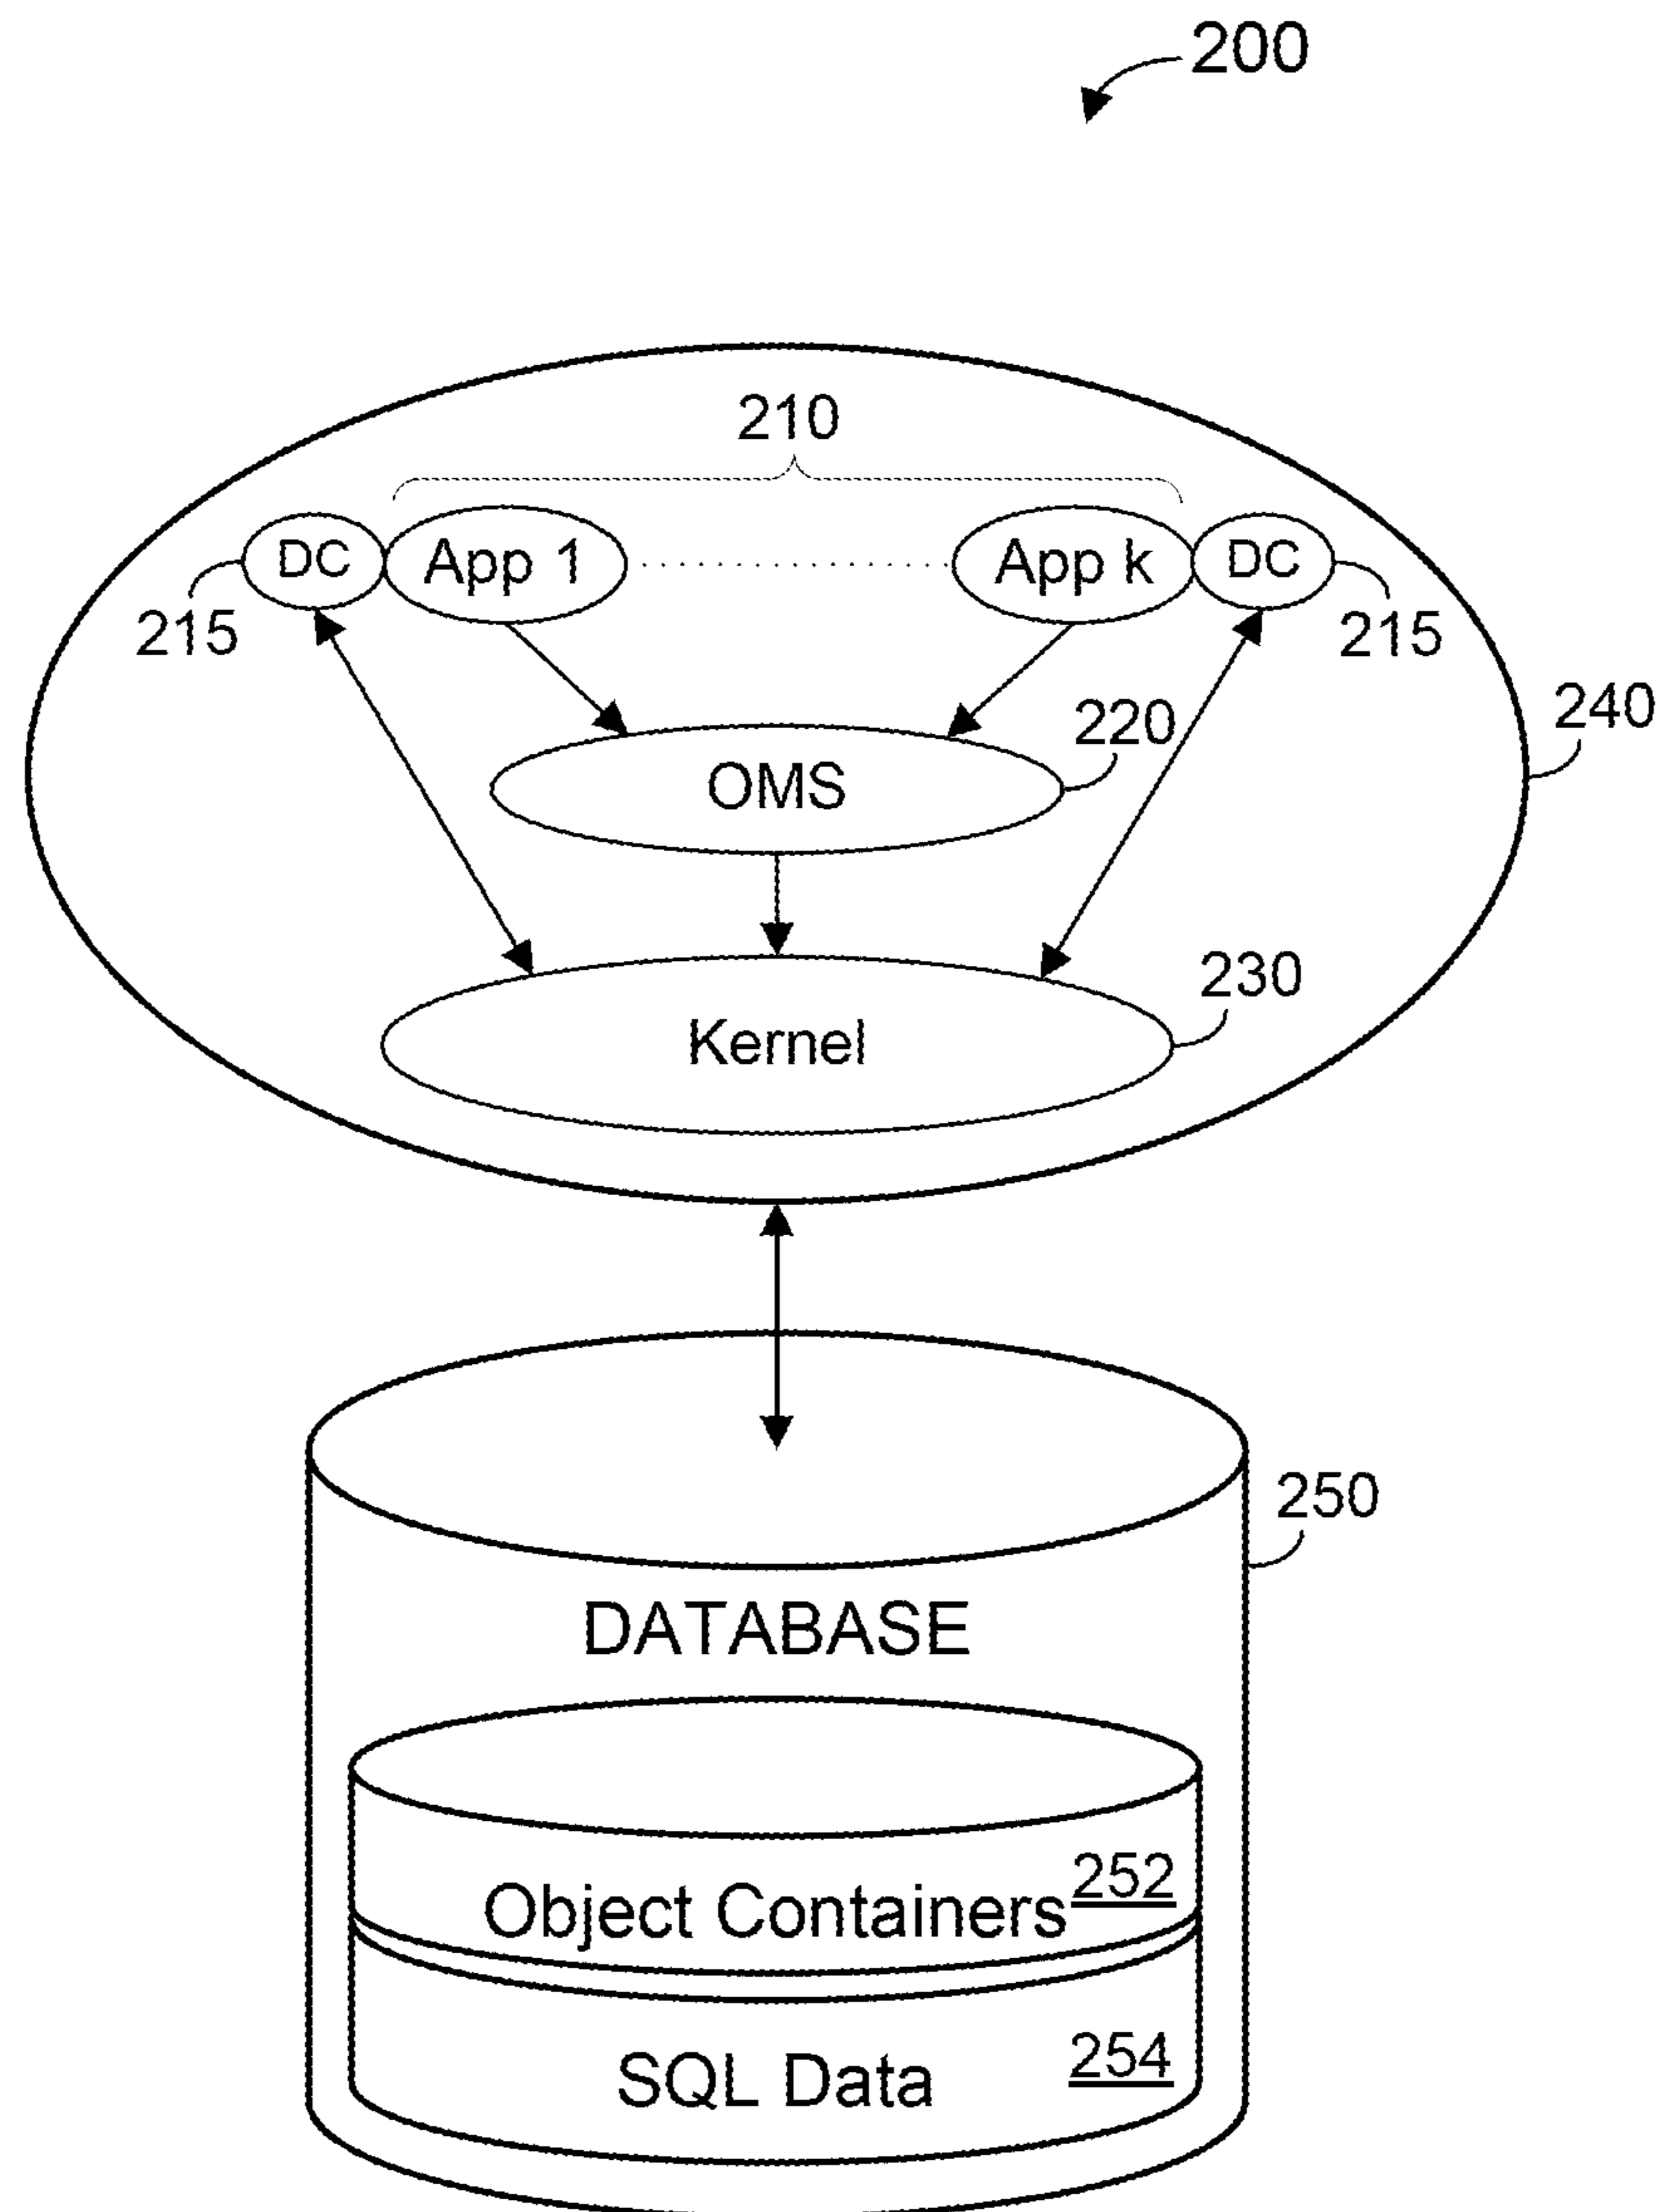 200
210
DC App 1 App k DC
215 215
240
220
OMS
230
Kernel
250
DATABASE
252
Object Containers
254
SQL Data